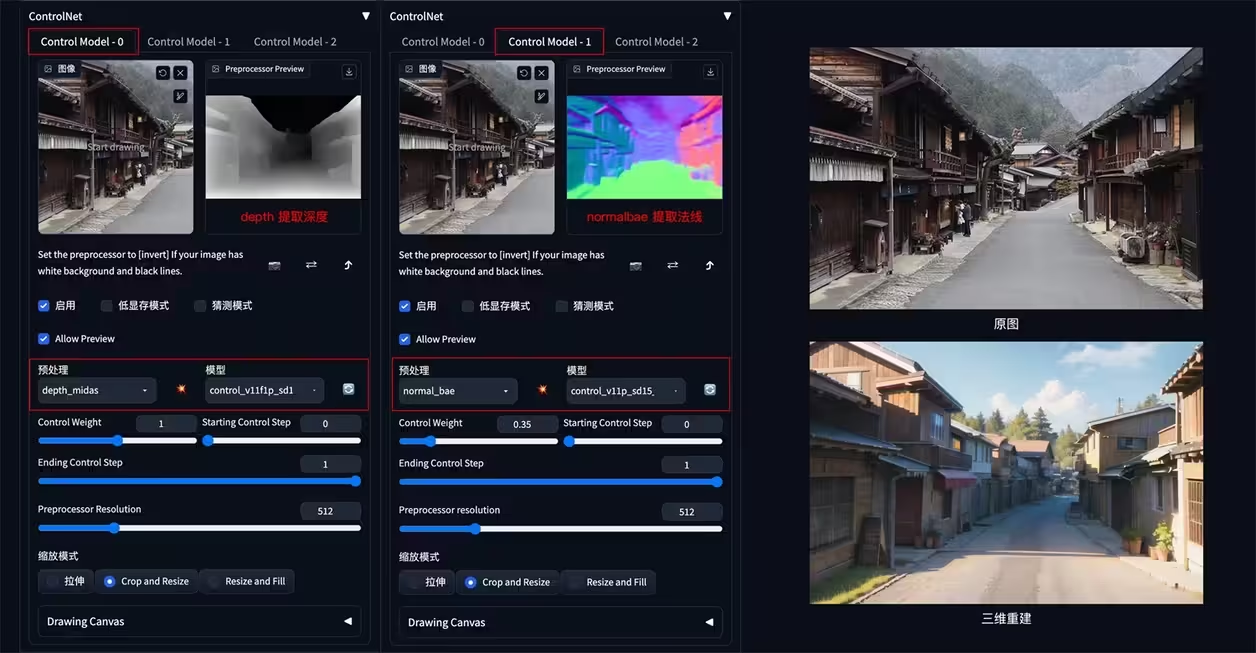 ControlNet
Control Model - 0 Control Model - 1 Control Model - 2
图像
Preprocessor Preview
Start drawing
depth 提取深度
Set the preprocessor to [invert] If your image has
white background and black lines.
启用 低显存模式 猜测模式
Allow Preview
预处理 模型
depth_midas control_v11f1p_sd1
Control Weight 1 Starting Control Step 0
Ending Control Step 1
Preprocessor Resolution 512
缩放模式
拉伸 Crop and Resize Resize and Fill
Drawing Canvas
ControlNet
Control Model - 0 Control Model - 1 Control Model - 2
图像
Preprocessor Preview
Start drawing
normalbae 提取法线
Set the preprocessor to [invert] If your image has
white background and black lines.
启用 低显存模式 猜测模式
Allow Preview
预处理 模型
normal_bae control_v11p_sd15_
Control Weight 0.35 Starting Control Step 0
Ending Control Step 1
Preprocessor resolution 512
缩放模式
拉伸 Crop and Resize Resize and Fill
Drawing Canvas
原图
三维重建